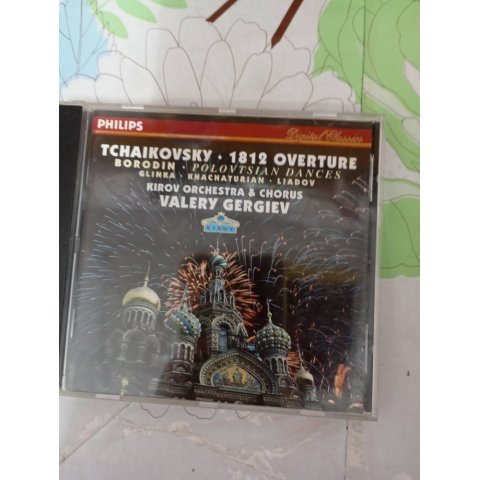 PHILIPS
Digital Classics
TCHAIKOVSKY · 1812 OVERTURE
BORODIN · POLOVTSIAN DANCES
GLINKA · KHACHATURIAN · LIADOV
KIROV ORCHESTRA & CHORUS
VALERY GERGIEV